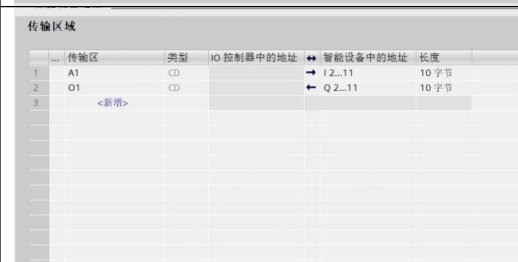 传输区域
... 传输区 类型 IO 控制器中的地址 ↔ 智能设备中的地址 长度
1 A1 CD → I 2...11 10 字节
2 O1 CD ← Q 2...11 10 字节
3 <新增>